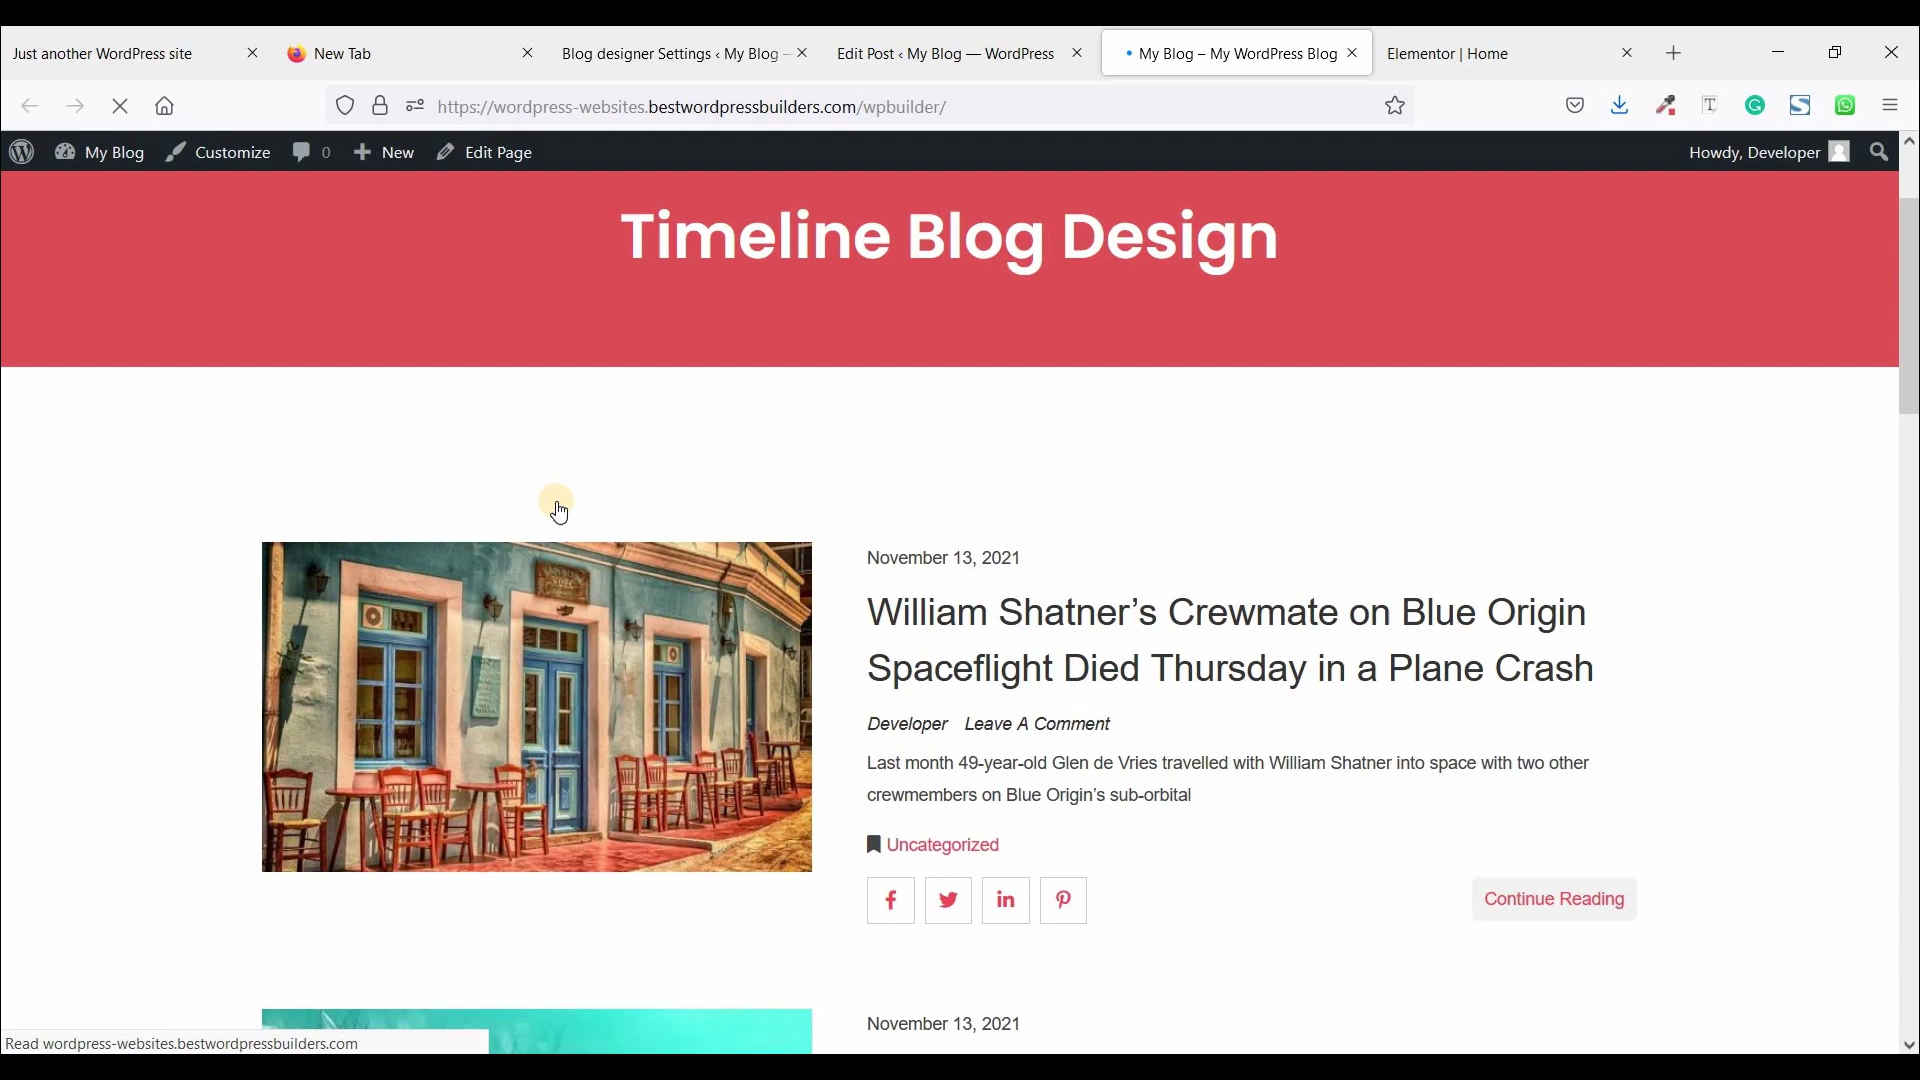 Just another WordPress site
New Tab
Blog designer Settings ‹ My Blog –
Edit Post ‹ My Blog — WordPress
My Blog – My WordPress Blog
Elementor | Home
https://wordpress-websites.bestwordpressbuilders.com/wpbuilder/
My Blog
Customize
0
New
Edit Page
Howdy, Developer
Timeline Blog Design
November 13, 2021
William Shatner’s Crewmate on Blue Origin
Spaceflight Died Thursday in a Plane Crash
Developer Leave A Comment
Last month 49-year-old Glen de Vries travelled with William Shatner into space with two other
crewmembers on Blue Origin’s sub-orbital
Uncategorized
Continue Reading
November 13, 2021
Read wordpress-websites.bestwordpressbuilders.com